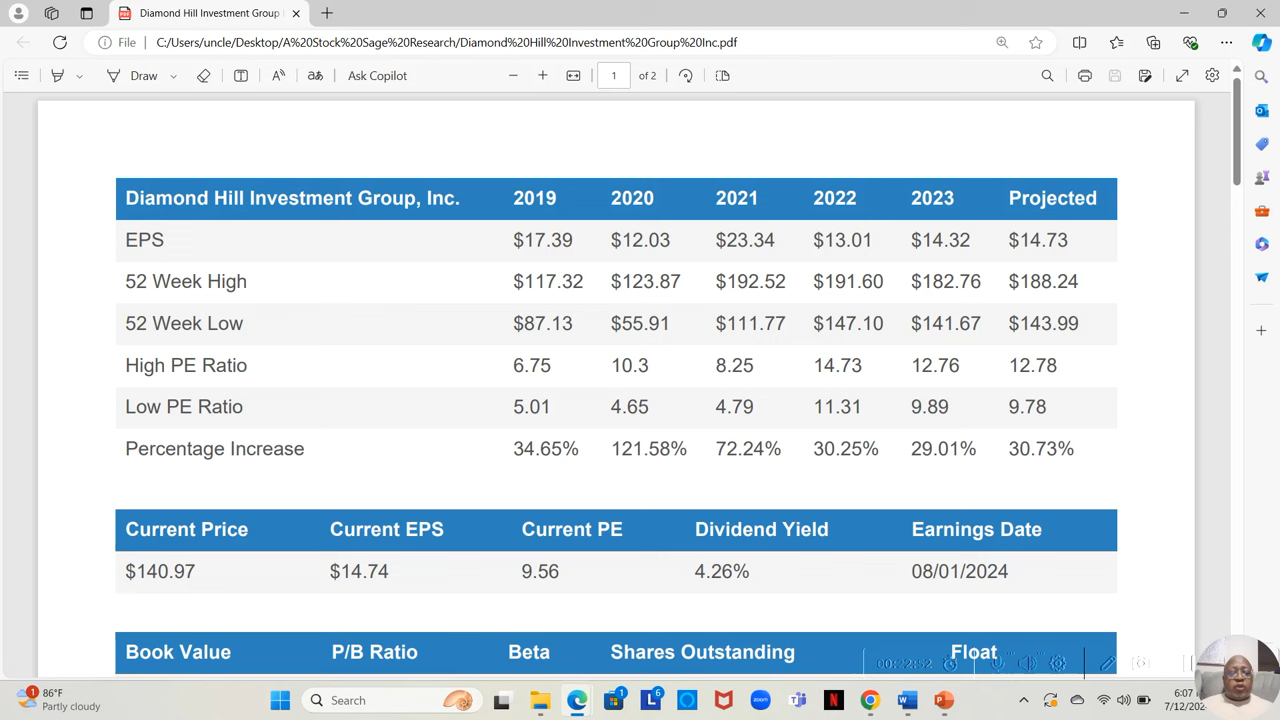 Diamond Hill Investment Group
File C:/Users/uncle/Desktop/A%20Stock%20Sage%20Research/Diamond%20Hill%20Investment%20Group%20Inc.pdf
Draw Ask Copilot 1 of 2
Diamond Hill Investment Group, Inc. 2019 2020 2021 2022 2023 Projected
EPS $17.39 $12.03 $23.34 $13.01 $14.32 $14.73
52 Week High $117.32 $123.87 $192.52 $191.60 $182.76 $188.24
52 Week Low $87.13 $55.91 $111.77 $147.10 $141.67 $143.99
High PE Ratio 6.75 10.3 8.25 14.73 12.76 12.78
Low PE Ratio 5.01 4.65 4.79 11.31 9.89 9.78
Percentage Increase 34.65% 121.58% 72.24% 30.25% 29.01% 30.73%
Current Price Current EPS Current PE Dividend Yield Earnings Date
$140.97 $14.74 9.56 4.26% 08/01/2024
Book Value P/B Ratio Beta Shares Outstanding Float
00:22:52
86°F
Partly cloudy
Search
zoom
6:07
7/12/